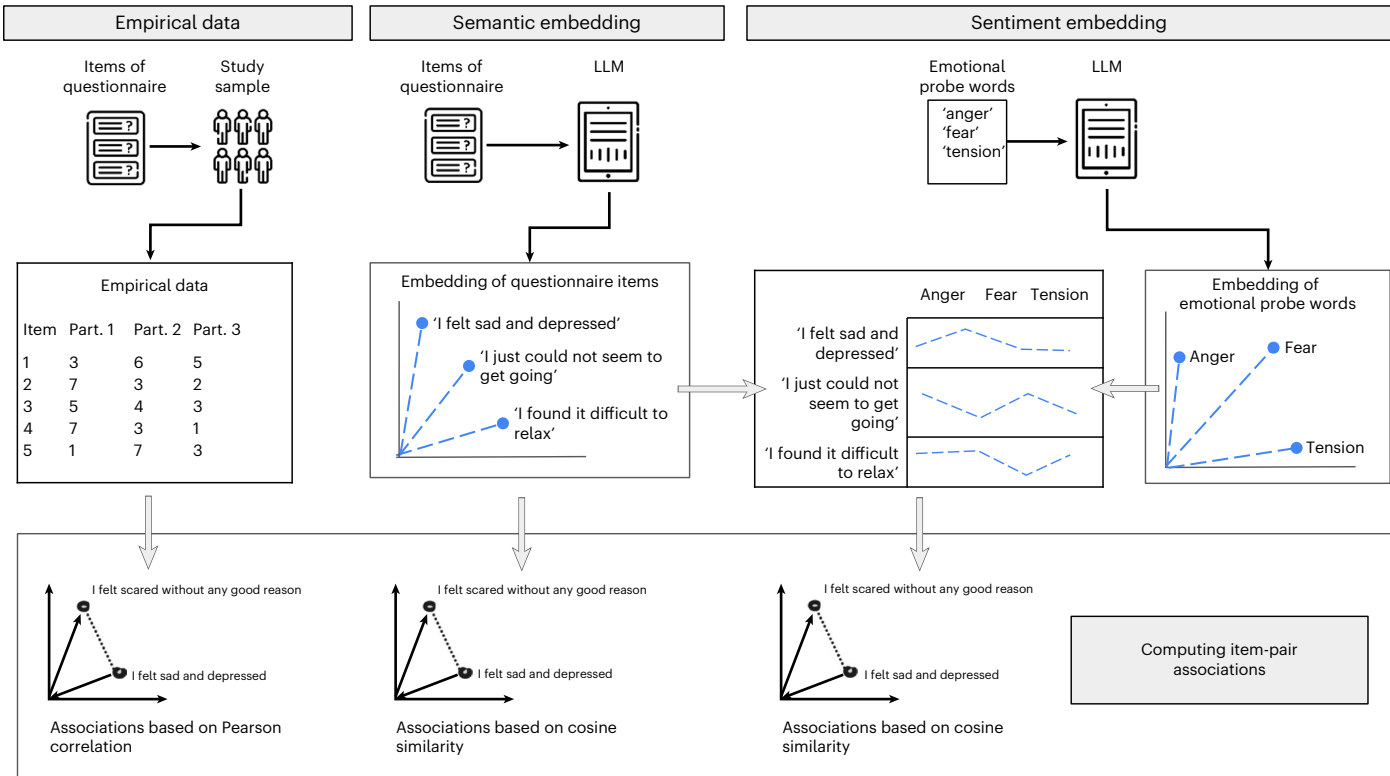 Empirical data
Semantic embedding
Sentiment embedding
Items of
questionnaire
Study
sample
?
?
?
Items of
questionnaire
LLM
?
?
?
Emotional
probe words
LLM
‘anger’
‘fear’
‘tension’
Empirical data
Item Part. 1 Part. 2 Part. 3
1 3 6 5
2 7 3 2
3 5 4 3
4 7 3 1
5 1 7 3
Embedding of questionnaire items
‘I felt sad and depressed’
‘I just could not seem to
get going’
‘I found it difficult to
relax’
Anger Fear Tension
‘I felt sad and
depressed’
‘I just could not
seem to get
going’
‘I found it difficult
to relax’
Embedding of
emotional probe words
Anger
Fear
Tension
I felt scared without any good reason
I felt sad and depressed
Associations based on Pearson
correlation
I felt scared without any good reason
I felt sad and depressed
Associations based on cosine
similarity
I felt scared without any good reason
I felt sad and depressed
Associations based on cosine
similarity
Computing item-pair
associations